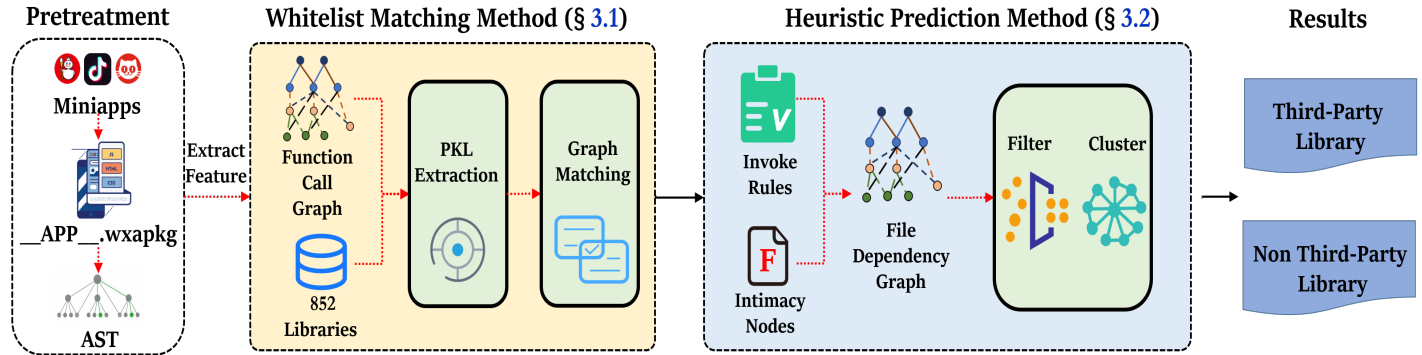 Pretreatment
Miniapps
__APP__.wxapkg
AST
Extract
Feature
Whitelist Matching Method (§ 3.1)
Function
Call
Graph
852
Libraries
PKL
Extraction
Graph
Matching
Heuristic Prediction Method (§ 3.2)
V
Invoke
Rules
F
Intimacy
Nodes
File
Dependency
Graph
Filter
Cluster
Results
Third-Party
Library
Non Third-Party
Library